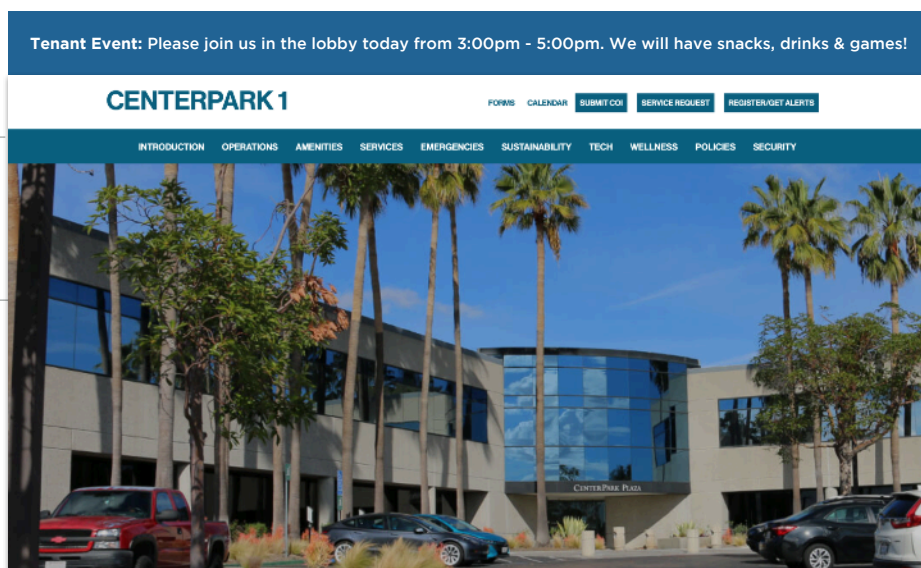 Tenant Event: Please join us in the lobby today from 3:00pm - 5:00pm. We will have snacks, drinks & games!
CENTERPARK 1
FORMS CALENDAR SUBMIT COI SERVICE REQUEST REGISTER/GET ALERTS
INTRODUCTION OPERATIONS AMENITIES SERVICES EMERGENCIES SUSTAINABILITY TECH WELLNESS POLICIES SECURITY
CENTERPARK PLAZA